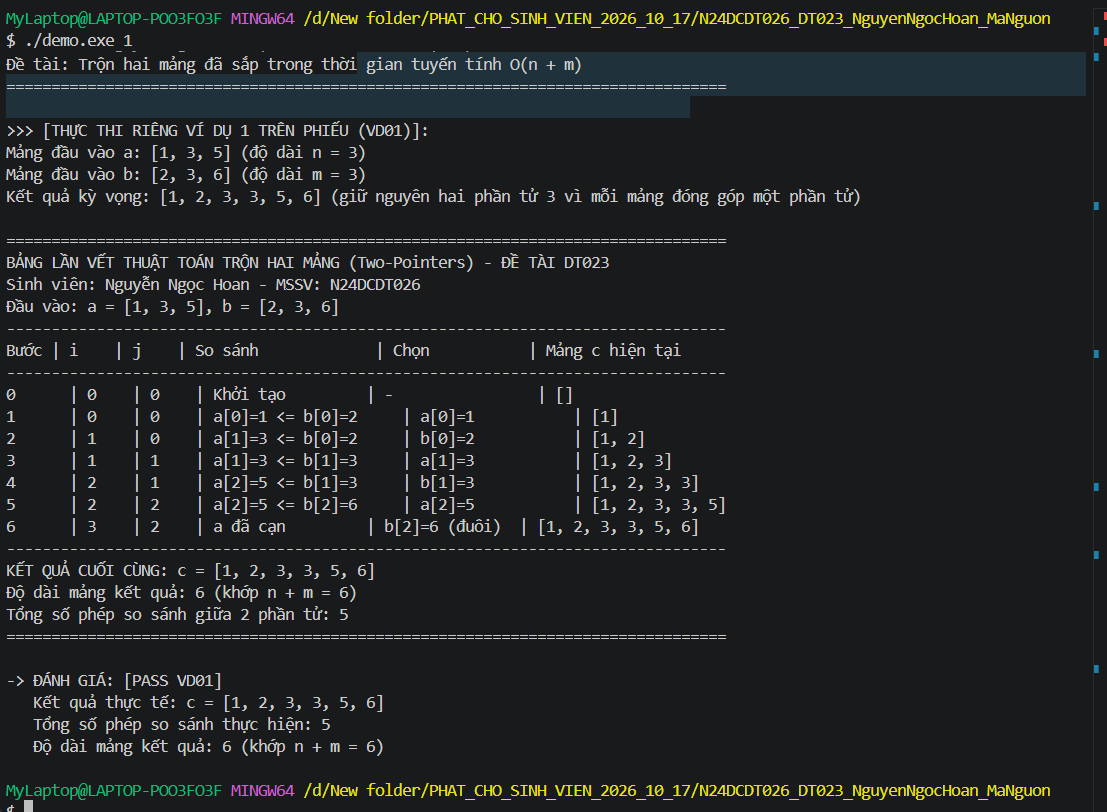 MyLaptop@LAPTOP-POO3FO3F MINGW64 /d/New folder/PHAT_CHO_SINH_VIEN_2026_10_17/N24DCDT026_DT023_NguyenNgocHoan_MaNguon
$ ./demo.exe 1
Đề tài: Trộn hai mảng đã sắp trong thời gian tuyến tính O(n + m)
================================================================================
>>> [THỰC THI RIÊNG VÍ DỤ 1 TRÊN PHIẾU (VD01)]:
Mảng đầu vào a: [1, 3, 5] (độ dài n = 3)
Mảng đầu vào b: [2, 3, 6] (độ dài m = 3)
Kết quả kỳ vọng: [1, 2, 3, 3, 5, 6] (giữ nguyên hai phần tử 3 vì mỗi mảng đóng góp một phần tử)
================================================================================
BẢNG LẦN VẾT THUẬT TOÁN TRỘN HAI MẢNG (Two-Pointers) - ĐỀ TÀI DT023
Sinh viên: Nguyễn Ngọc Hoan - MSSV: N24DCDT026
Đầu vào: a = [1, 3, 5], b = [2, 3, 6]
--------------------------------------------------------------------------------
Bước | i    | j    | So sánh             | Chọn           | Mảng c hiện tại
--------------------------------------------------------------------------------
0      | 0    | 0    | Khởi tạo         | -                | []
1      | 0    | 0    | a[0]=1 <= b[0]=2     | a[0]=1           | [1]
2      | 1    | 0    | a[1]=3 <= b[0]=2     | b[0]=2           | [1, 2]
3      | 1    | 1    | a[1]=3 <= b[1]=3     | a[1]=3           | [1, 2, 3]
4      | 2    | 1    | a[2]=5 <= b[1]=3     | b[1]=3           | [1, 2, 3, 3]
5      | 2    | 2    | a[2]=5 <= b[2]=6     | a[2]=5           | [1, 2, 3, 3, 5]
6      | 3    | 2    | a đã cạn         | b[2]=6 (đuôi)  | [1, 2, 3, 3, 5, 6]
--------------------------------------------------------------------------------
KẾT QUẢ CUỐI CÙNG: c = [1, 2, 3, 3, 5, 6]
Độ dài mảng kết quả: 6 (khớp n + m = 6)
Tổng số phép so sánh giữa 2 phần tử: 5
================================================================================
-> ĐÁNH GIÁ: [PASS VD01]
   Kết quả thực tế: c = [1, 2, 3, 3, 5, 6]
   Tổng số phép so sánh thực hiện: 5
   Độ dài mảng kết quả: 6 (khớp n + m = 6)
MyLaptop@LAPTOP-POO3FO3F MINGW64 /d/New folder/PHAT_CHO_SINH_VIEN_2026_10_17/N24DCDT026_DT023_NguyenNgocHoan_MaNguon
$